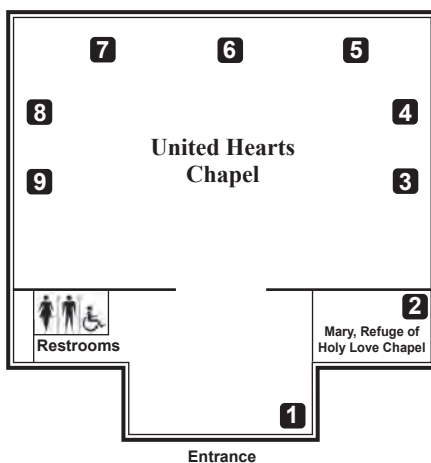 7
6
5
8
4
United Hearts
Chapel
9
3
2
Restrooms
Mary, Refuge of
Holy Love Chapel
1
Entrance